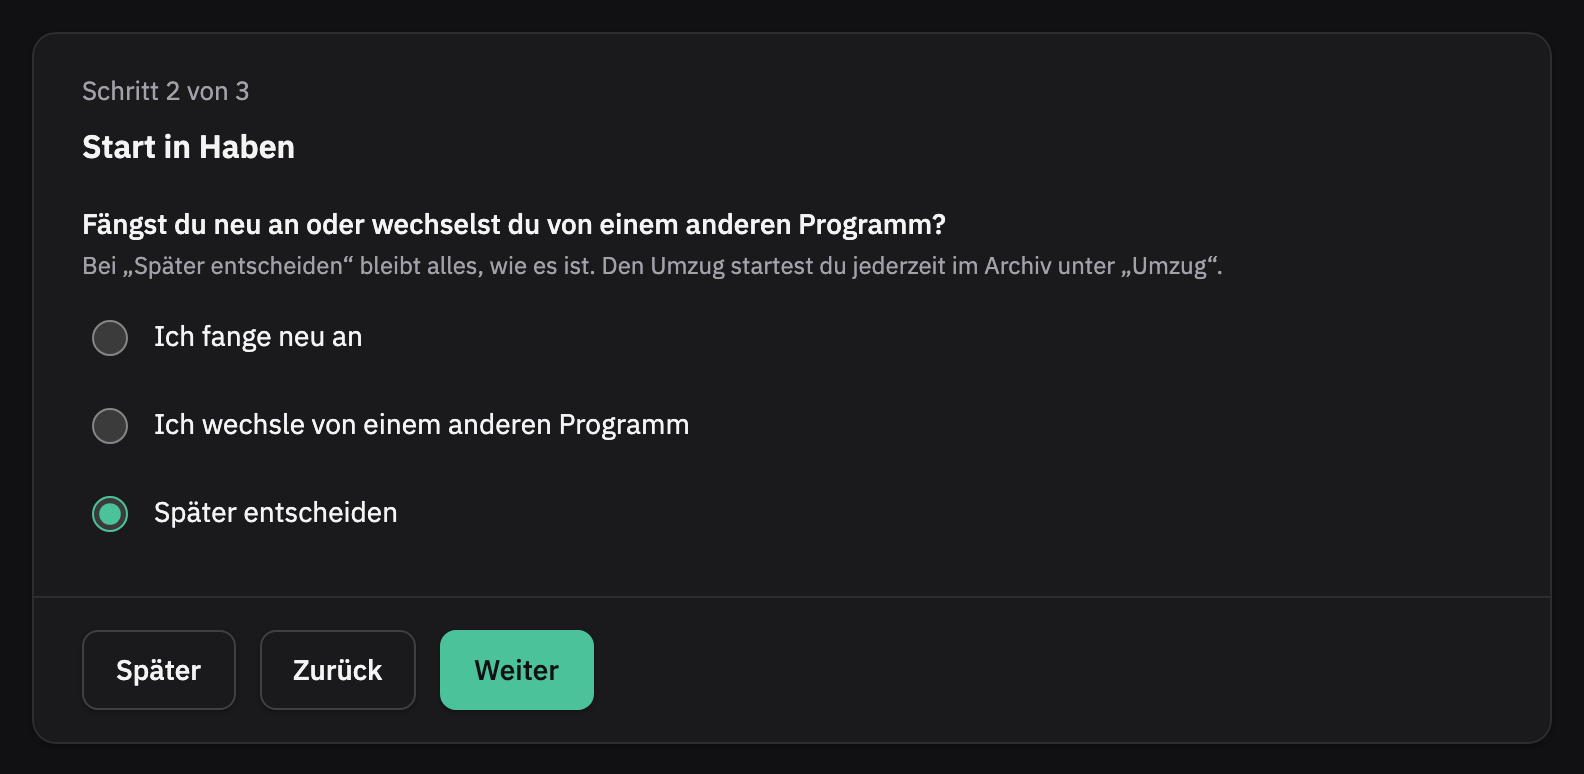 Schritt 2 von 3
Start in Haben
Fängst du neu an oder wechselst du von einem anderen Programm?
Bei „Später entscheiden“ bleibt alles, wie es ist. Den Umzug startest du jederzeit im Archiv unter „Umzug“.
Ich fange neu an
Ich wechsle von einem anderen Programm
Später entscheiden
Später
Zurück
Weiter